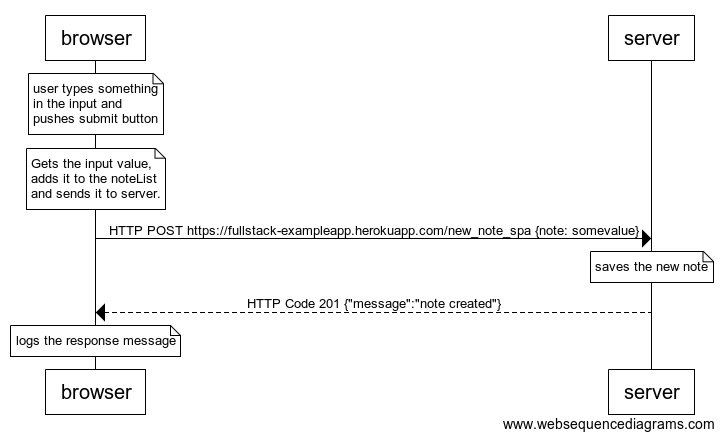 browser
server
user types something
in the input and
pushes submit button
Gets the input value,
adds it to the noteList
and sends it to server.
HTTP POST https://fullstack-exampleapp.herokuapp.com/new_note_spa {note: somevalue}
saves the new note
HTTP Code 201 {"message":"note created"}
logs the response message
browser
server
www.websequencediagrams.com